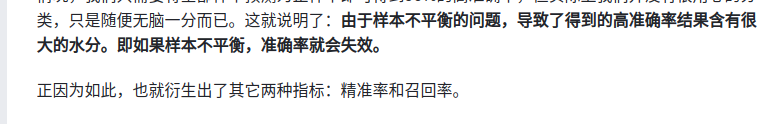 类，只是随便无脑一分而已。这就说明了：由于样本不平衡的问题，导致了得到的高准确率结果含有很
大的水分。即如果样本不平衡，准确率就会失效。
正因为如此，也就衍生出了其它两种指标：精准率和召回率。